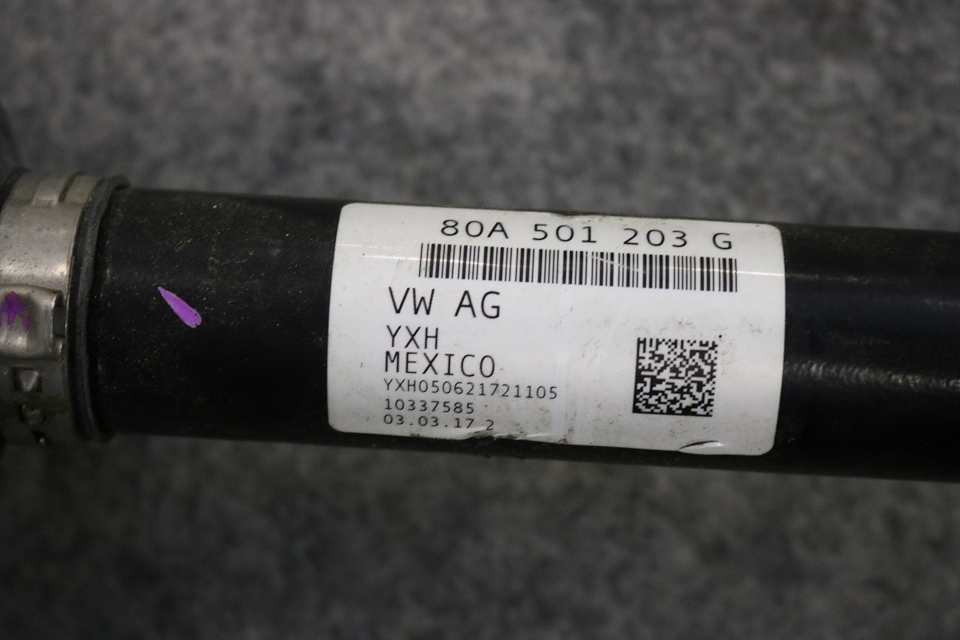 80A 501 203 G
VW AG
YXH
MEXICO
YXH050621721105
10337585
03.03.17 2